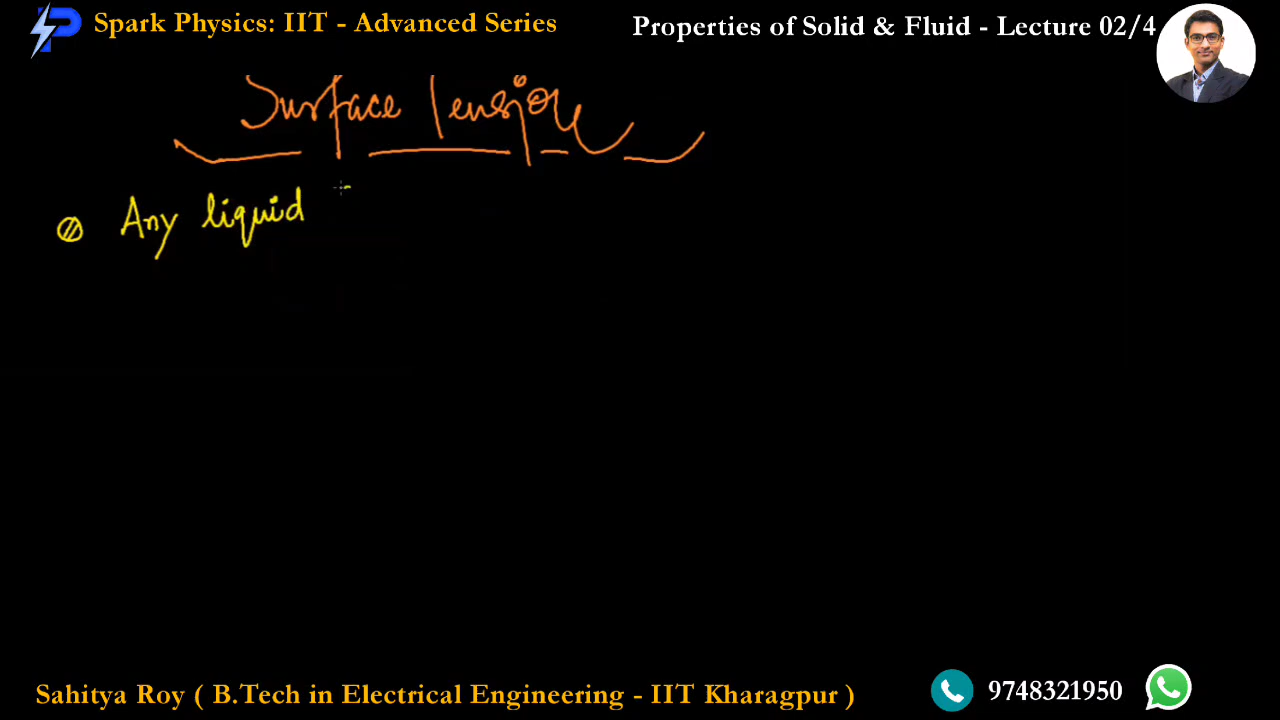 Spark Physics: IIT - Advanced Series
Properties of Solid & Fluid - Lecture 02/4
Surface Tension
Any liquid
Sahitya Roy ( B.Tech in Electrical Engineering - IIT Kharagpur )
9748321950